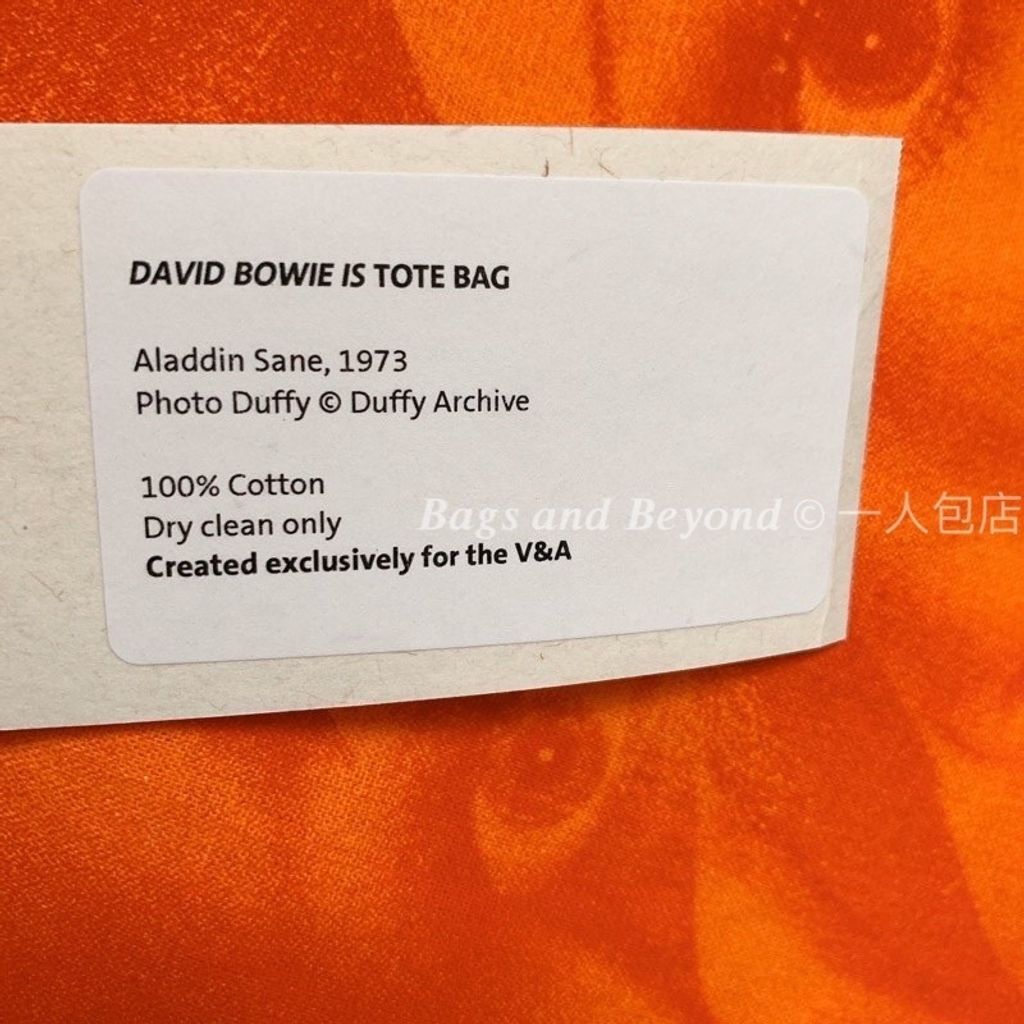 DAVID BOWIE IS TOTE BAG
Aladdin Sane, 1973
Photo Duffy © Duffy Archive
100% Cotton
Dry clean only
Created exclusively for the V&A
Bags and Beyond © 一人包店